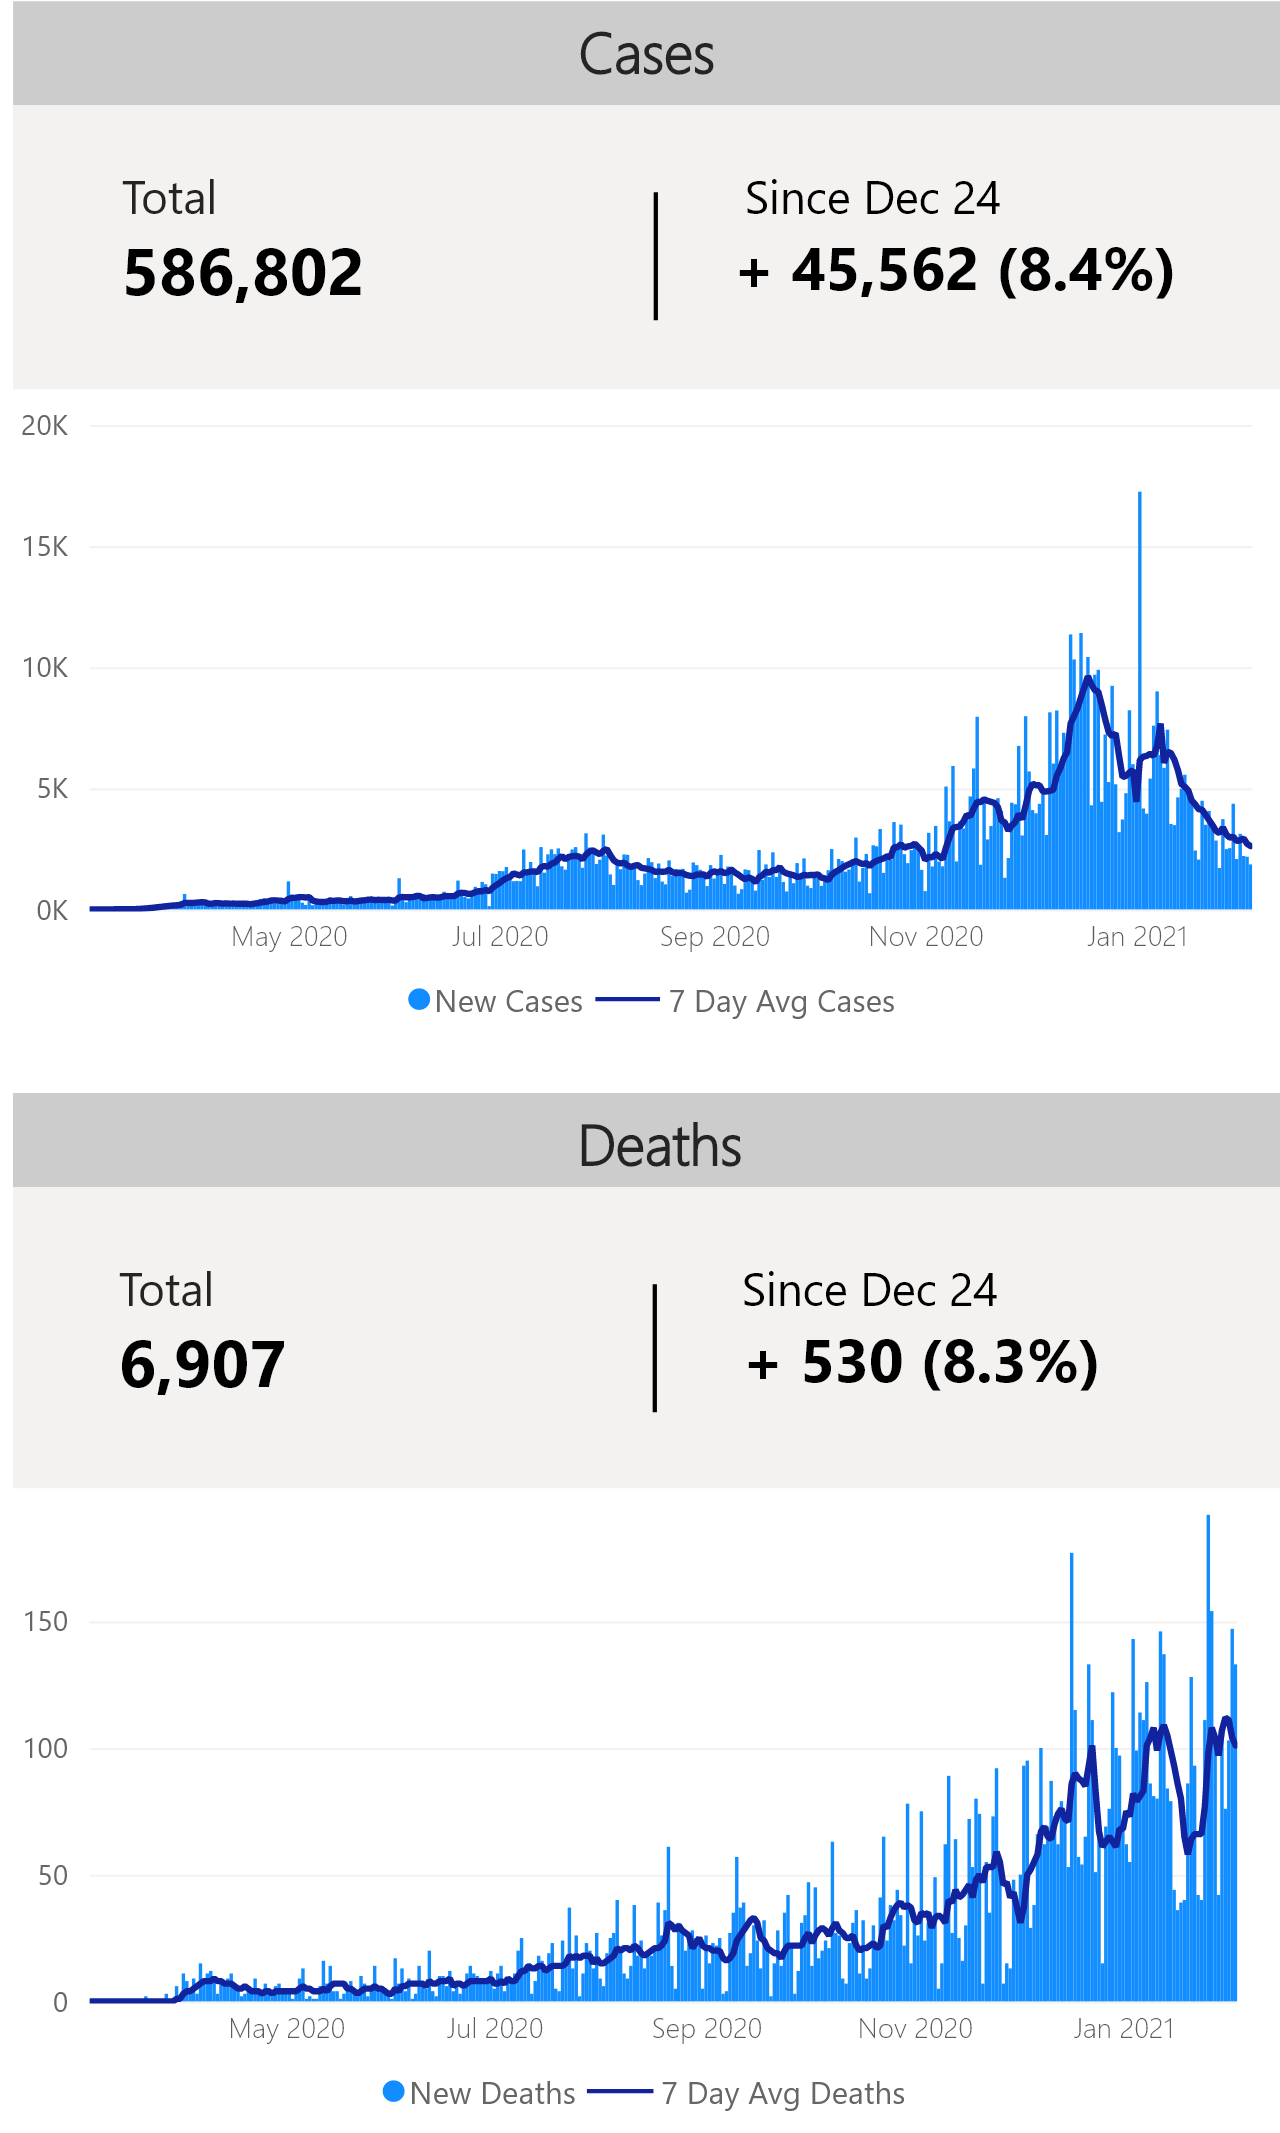 Cases
Total
Since Dec 24
586,802
+ 45,562 (8.4%)
20K
15K
10K
5K
0K
May 2020
Jul 2020
Sep 2020
Nov 2020
Jan 2021
New Cases
7 Day Avg Cases
Deaths
Total
Since Dec 24
6,907
+ 530 (8.3%)
150
100
50
0
May 2020
Jul 2020
Sep 2020
Nov 2020
Jan 2021
New Deaths
7 Day Avg Deaths